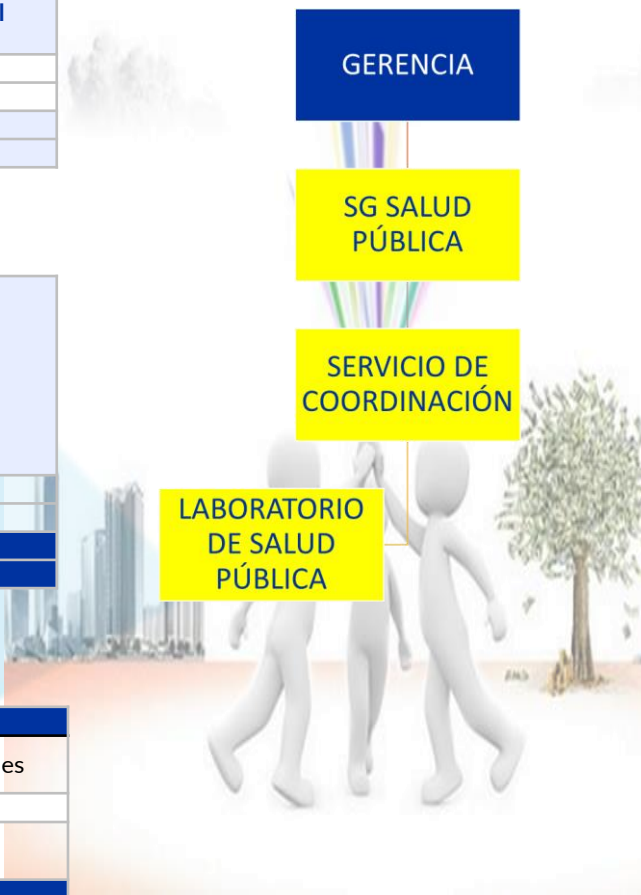 GERENCIA
SG SALUD
PÚBLICA
SERVICIO DE
COORDINACIÓN
LABORATORIO
DE SALUD
PÚBLICA
es